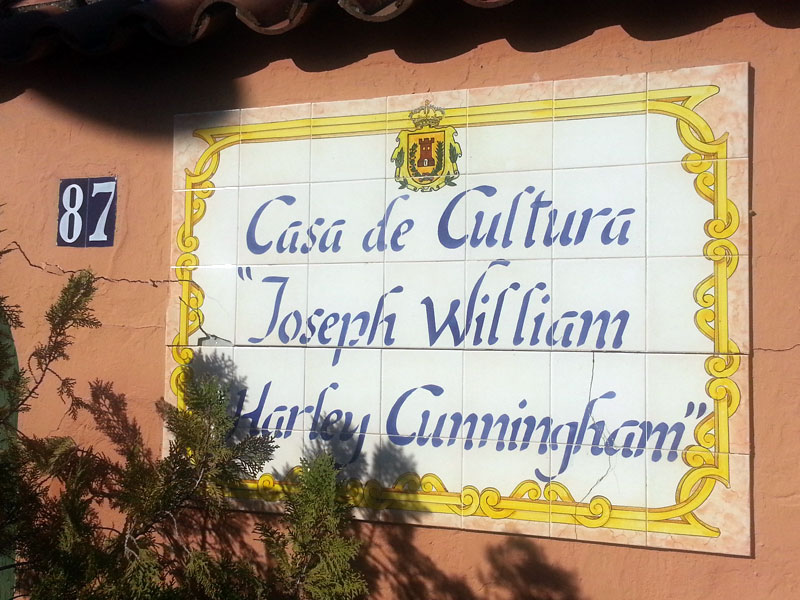 87
Casa de Cultura
"Joseph William
Harley Cunningham"